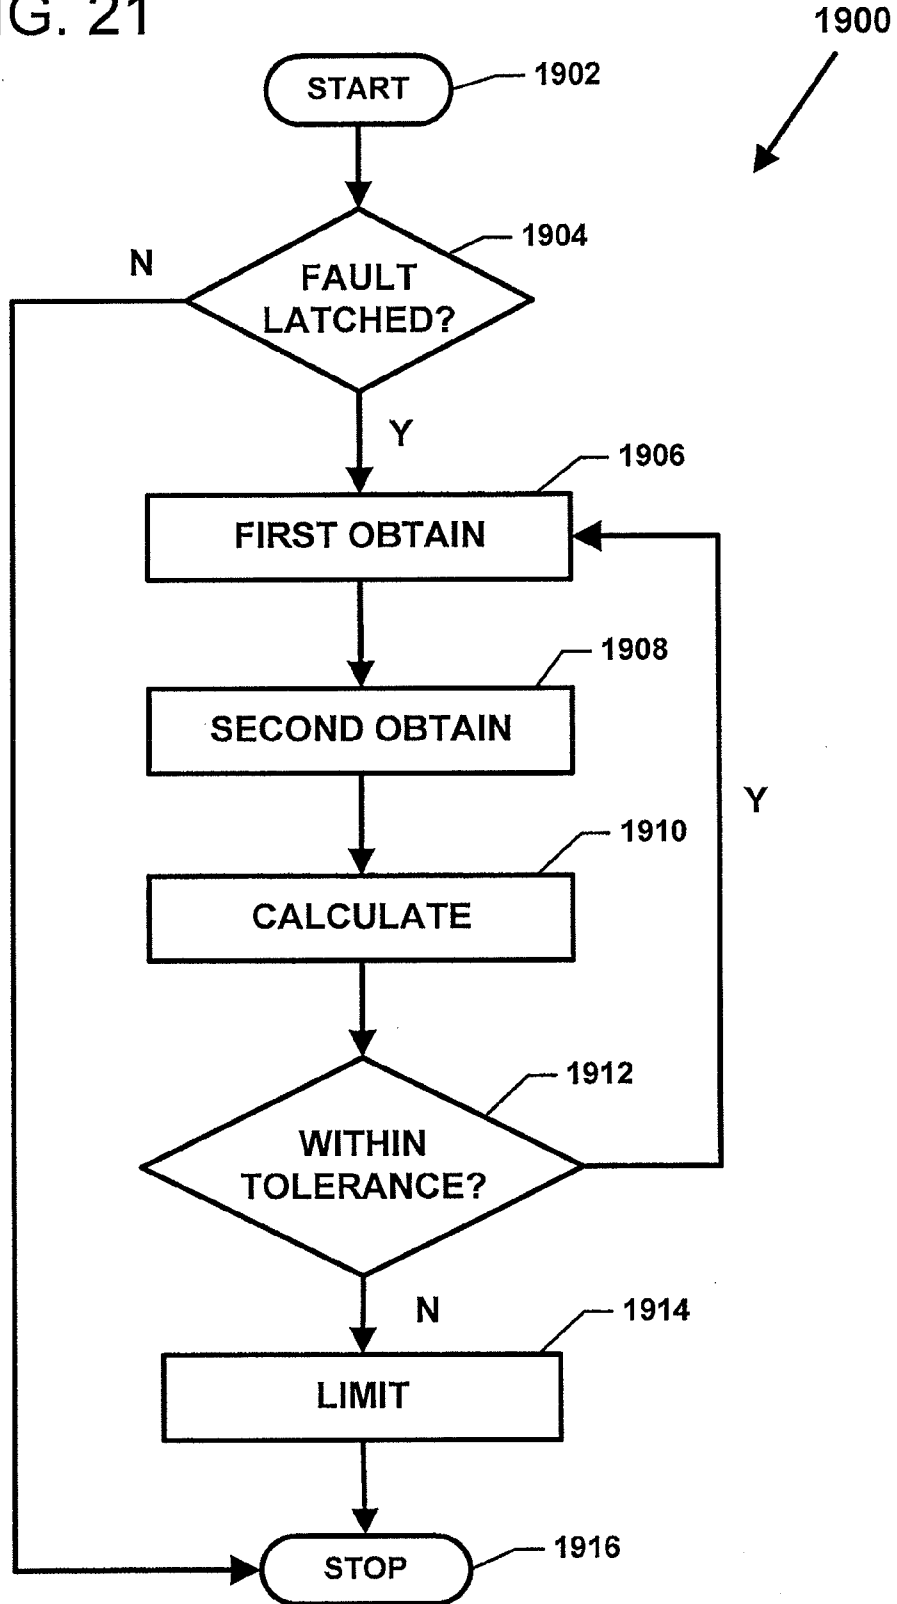 IG. 21
1900
START
1902
1904
N
FAULT
LATCHED?
Y
1906
FIRST OBTAIN
1908
SECOND OBTAIN
Y
1910
CALCULATE
1912
WITHIN
TOLERANCE?
N
1914
LIMIT
STOP
1916